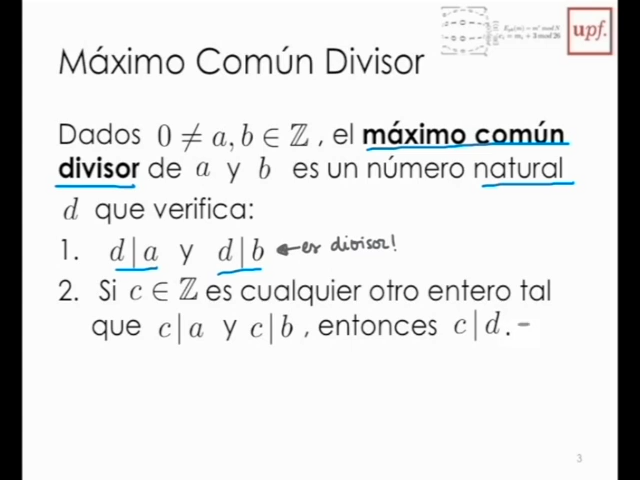 upf.
Máximo Común Divisor
Dados 0 ≠ a, b ∈ ℤ , el máximo común
divisor de a y b es un número natural
d que verifica:
1. d|a y d|b ←es divisor!
2. Si c ∈ ℤ es cualquier otro entero tal
que c|a y c|b , entonces c|d.
3